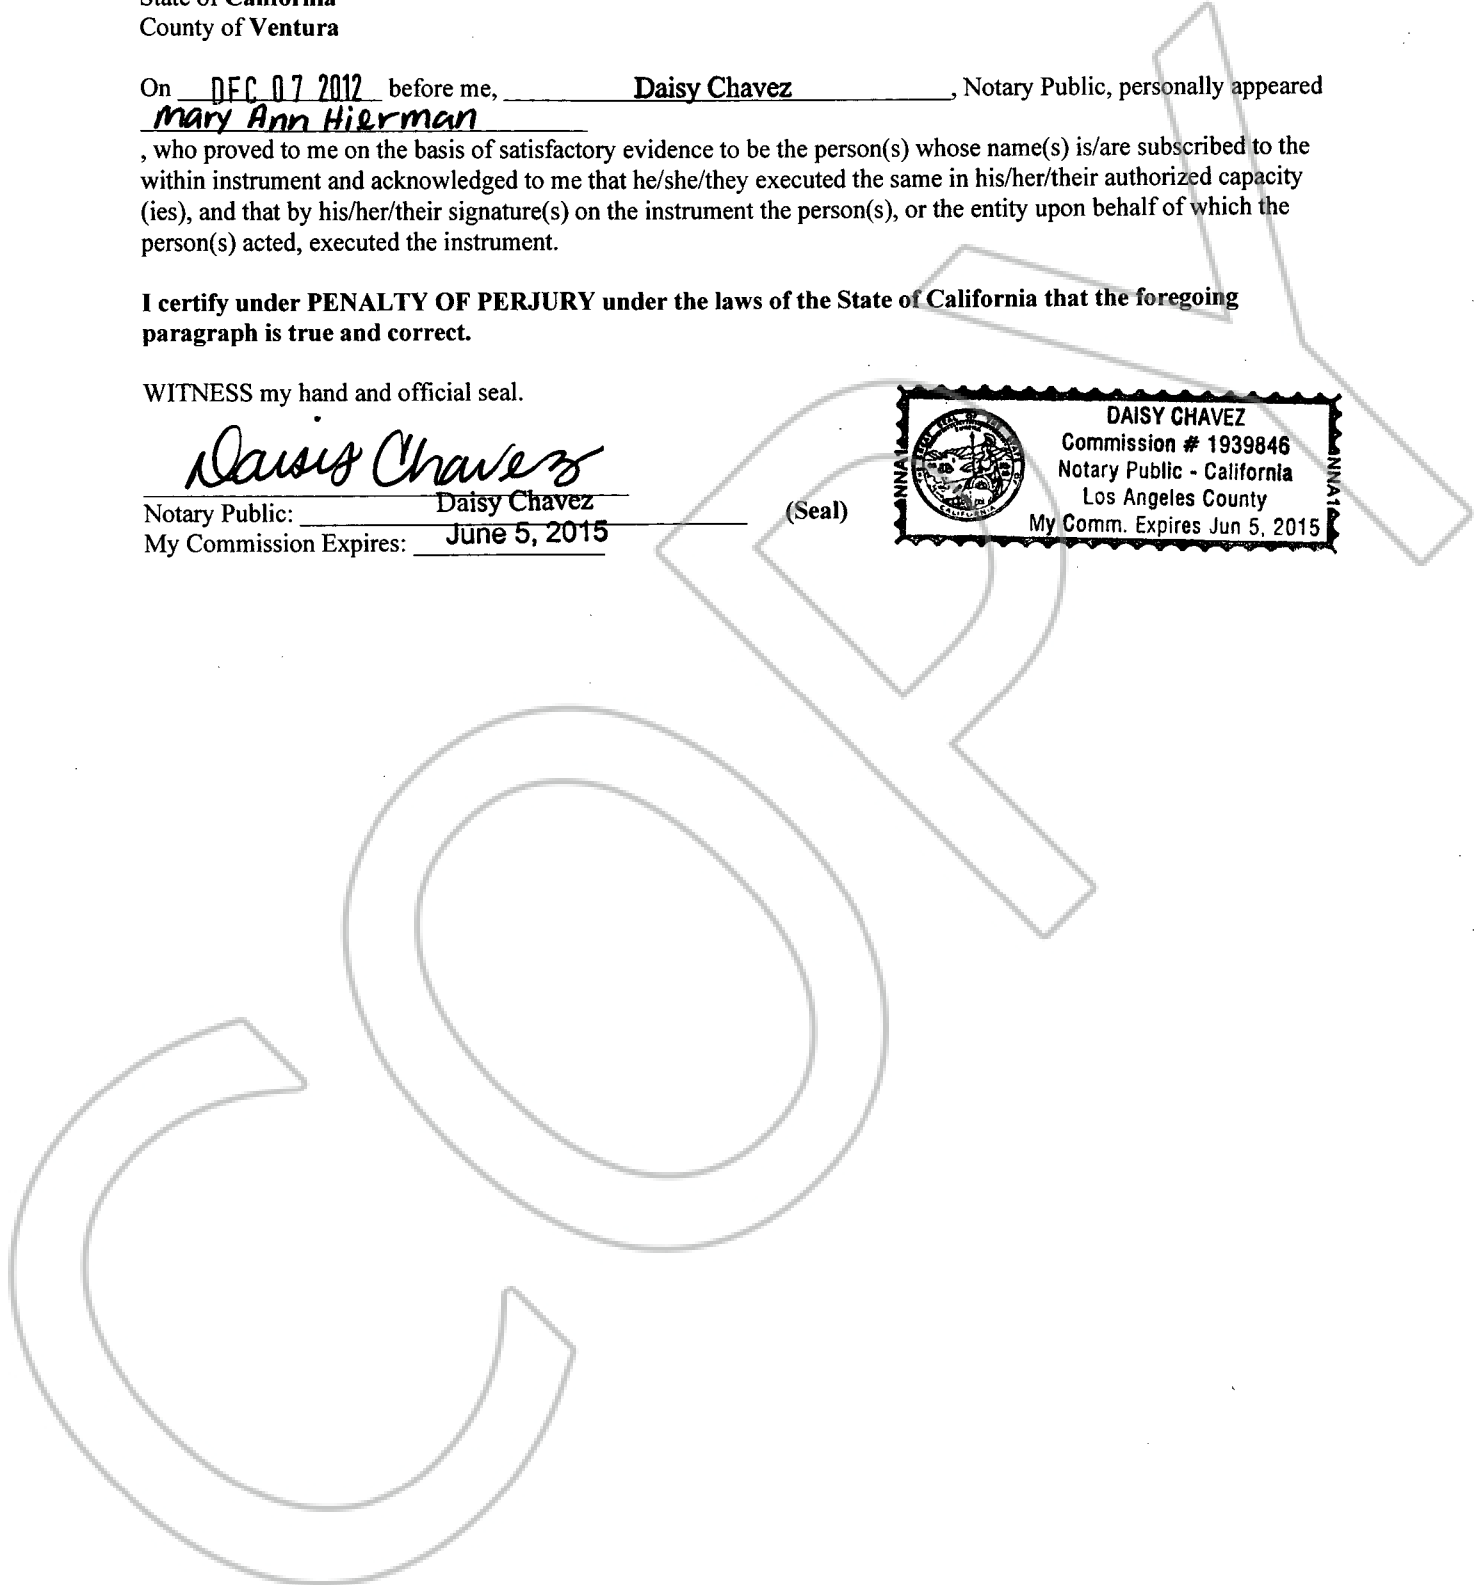 State of California
County of Ventura
On DEC 07 2012 before me, Daisy Chavez, Notary Public, personally appeared
Mary Ann Hierman
, who proved to me on the basis of satisfactory evidence to be the person(s) whose name(s) is/are subscribed to the
within instrument and acknowledged to me that he/she/they executed the same in his/her/their authorized capacity
(ies), and that by his/her/their signature(s) on the instrument the person(s), or the entity upon behalf of which the
person(s) acted, executed the instrument.
I certify under PENALTY OF PERJURY under the laws of the State of California that the foregoing
paragraph is true and correct.
WITNESS my hand and official seal.
Daisy Chavez
Notary Public: Daisy Chavez
My Commission Expires: June 5, 2015
(Seal)
DAISY CHAVEZ
Commission # 1939846
Notary Public - California
Los Angeles County
My Comm. Expires Jun 5, 2015
COPY